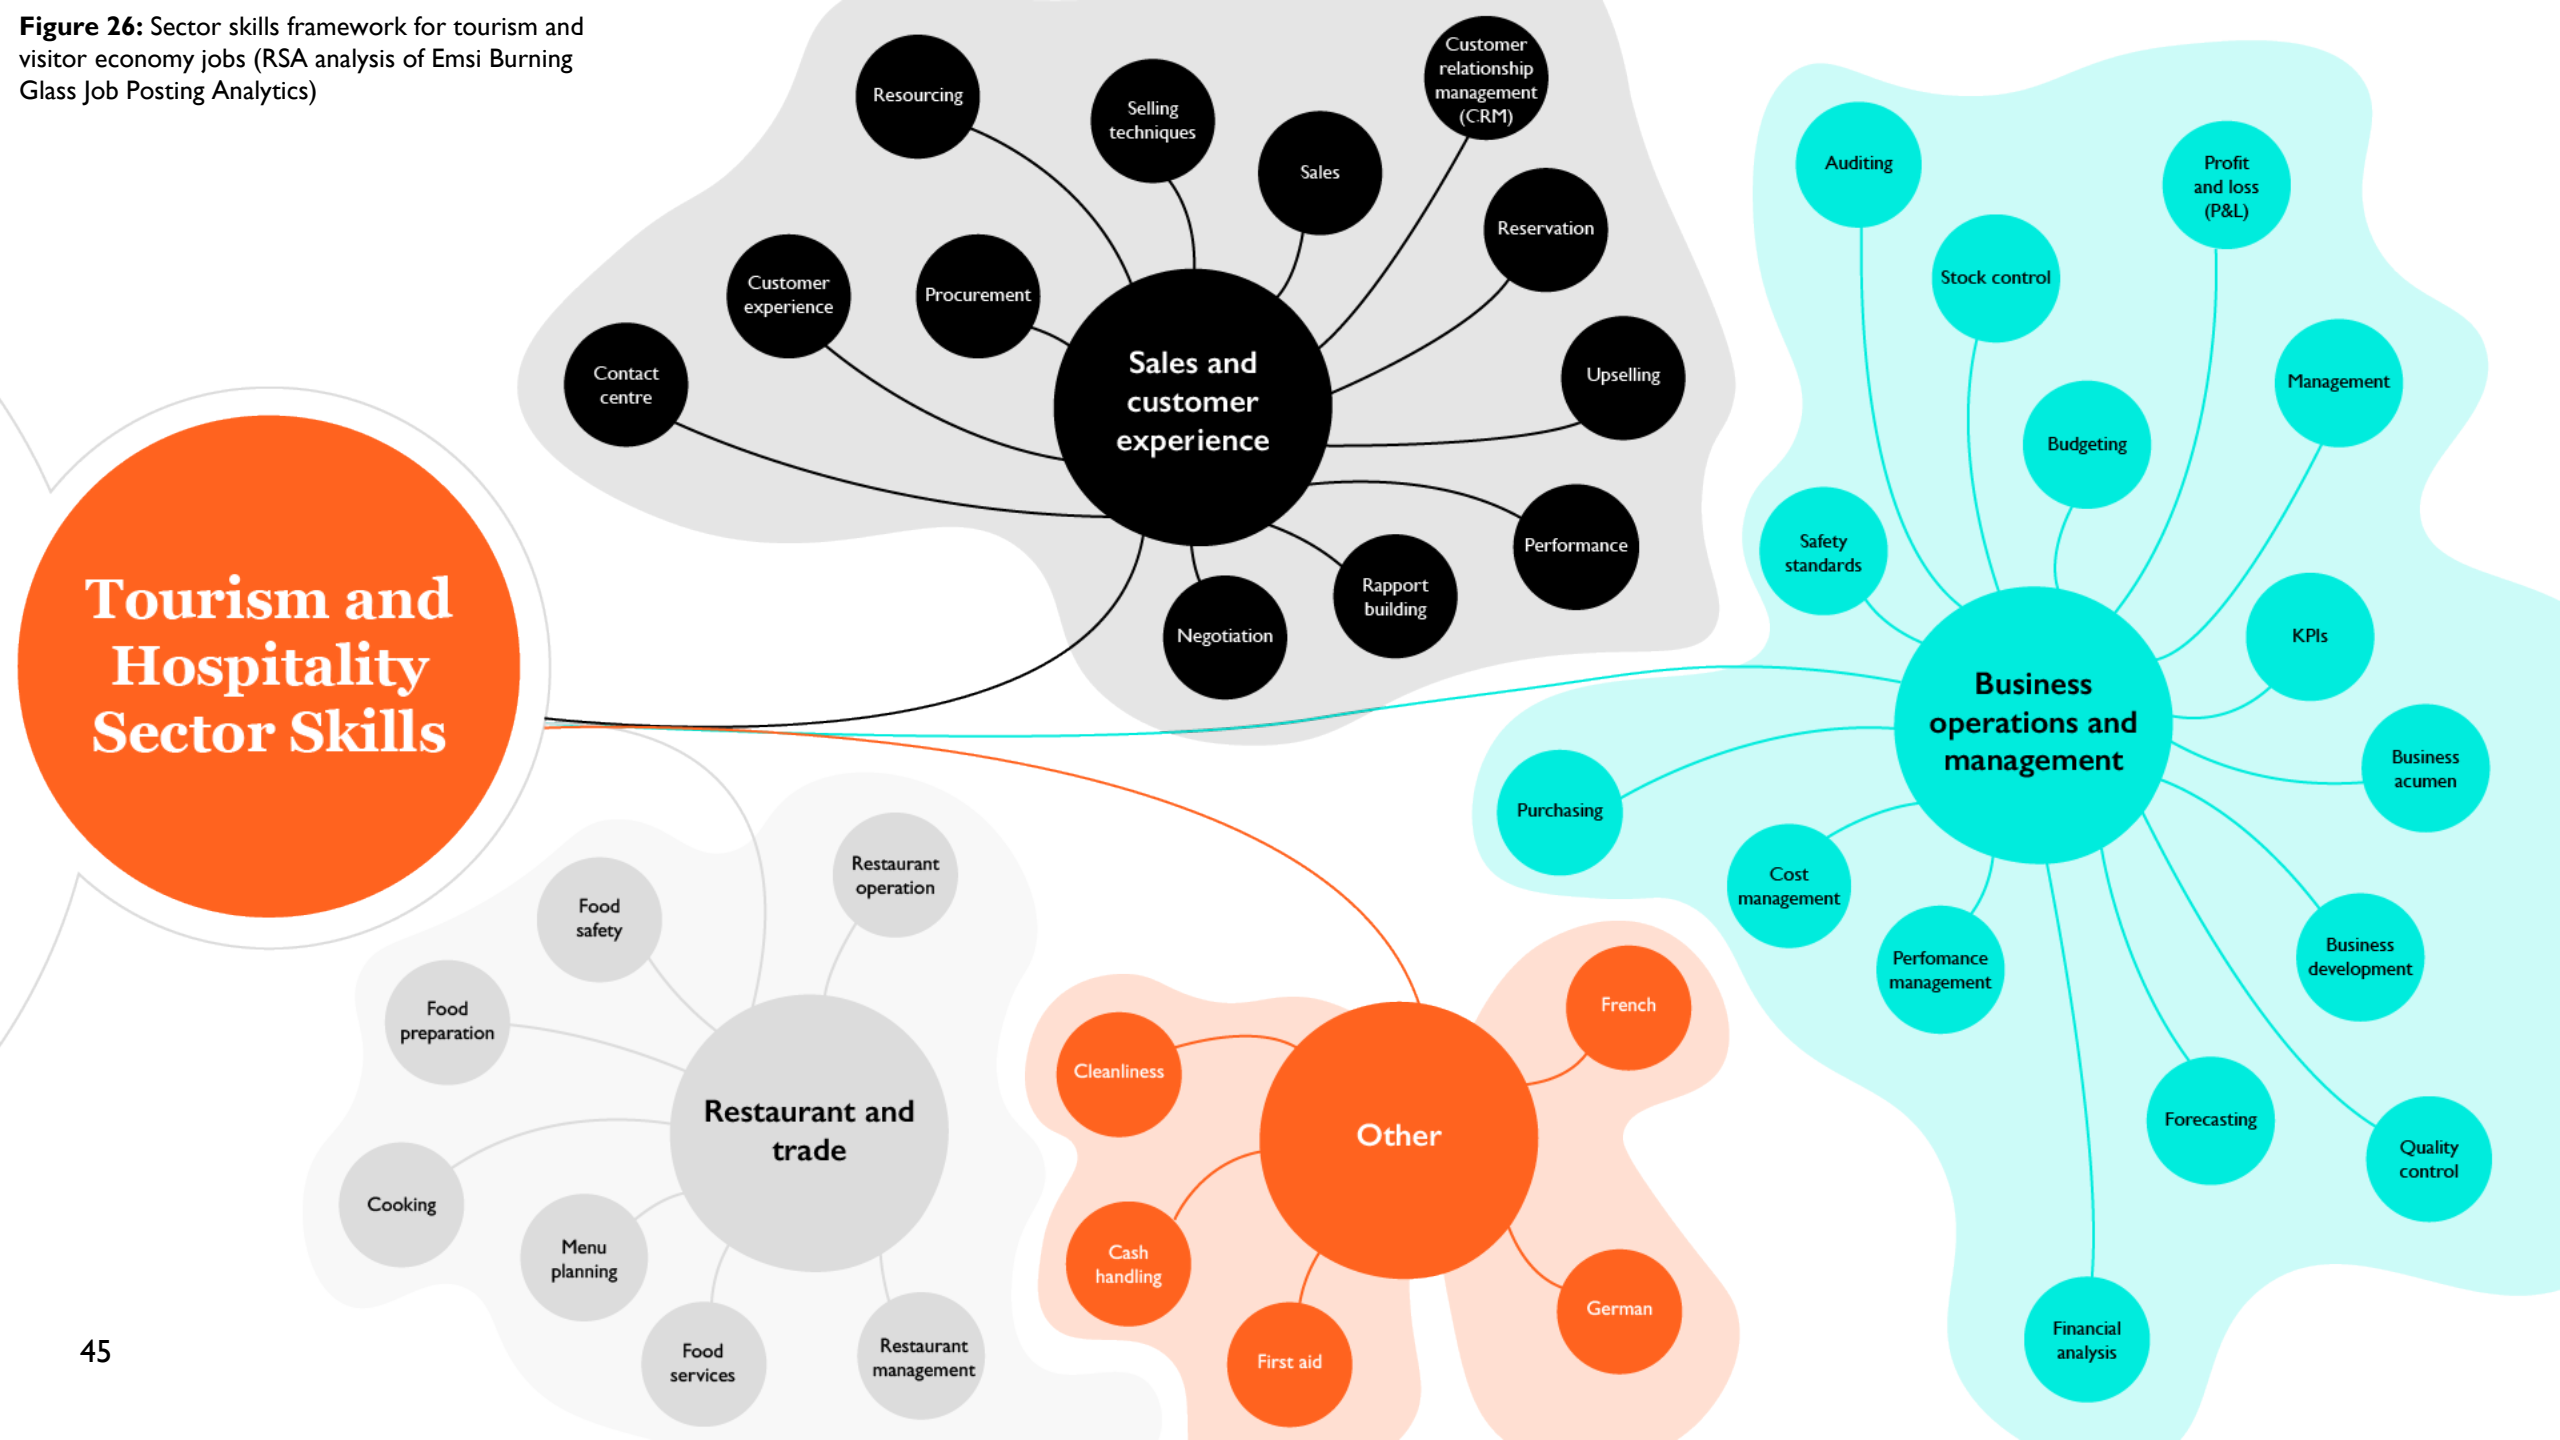 Figure 26: Sector skills framework for tourism and
visitor economy jobs (RSA analysis of Emsi Burning
Glass Job Posting Analytics)
Tourism and
Hospitality
Sector Skills
Sales and
customer
experience
Resourcing
Selling
techniques
Sales
Customer
relationship
management
(CRM)
Reservation
Upselling
Performance
Rapport
building
Negotiation
Contact
centre
Customer
experience
Procurement
Business
operations and
management
Auditing
Stock control
Profit
and loss
(P&L)
Budgeting
Management
Safety
standards
KPIs
Business
acumen
Business
development
Quality
control
Forecasting
Financial
analysis
Perfomance
management
Cost
management
Purchasing
Restaurant and
trade
Restaurant
operation
Food
safety
Food
preparation
Cooking
Menu
planning
Food
services
Restaurant
management
Other
French
Cleanliness
Cash
handling
First aid
German
45